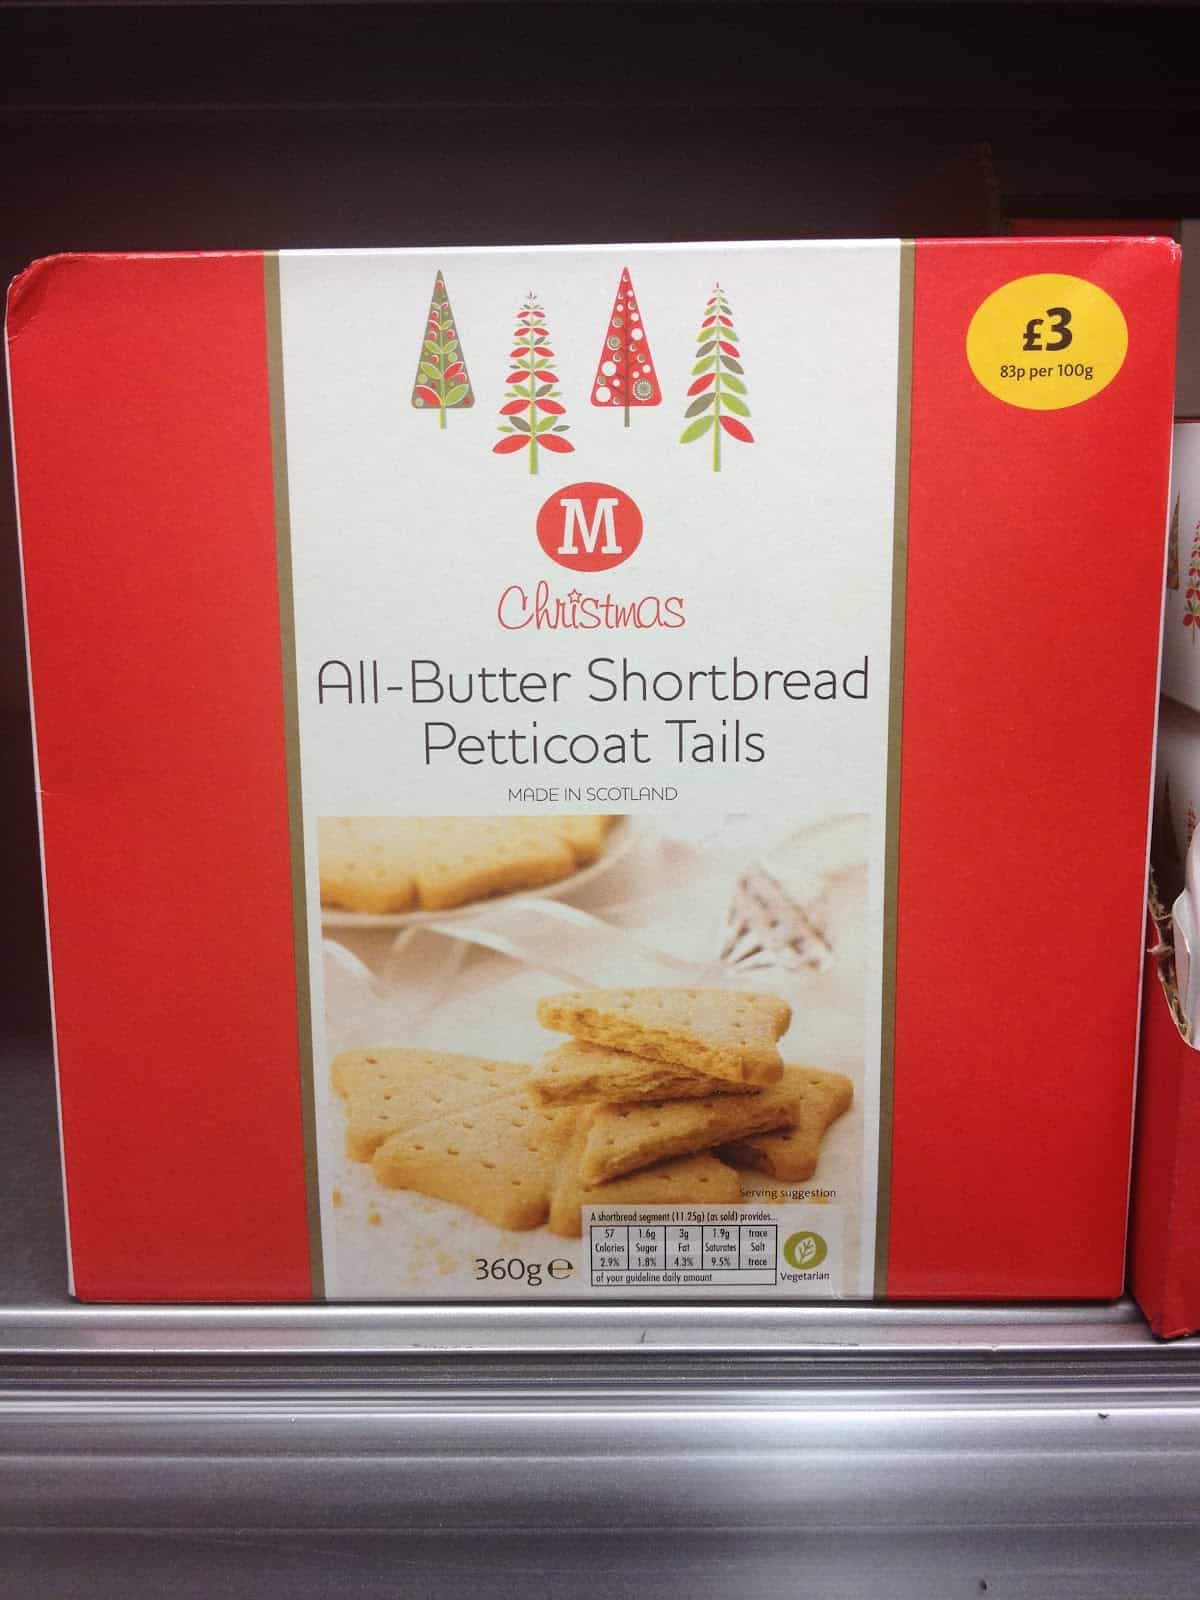 £3
83p per 100g
M
Christmas
All-Butter Shortbread
Petticoat Tails
MADE IN SCOTLAND
Serving suggestion
A shortbread segment (11.25g) (as sold) provides...
57 1.6g 3g 1.9g trace
Calories Sugar Fat Saturates Salt
2.9% 1.8% 4.3% 9.5% trace
of your guideline daily amount
360g e
Vegetarian